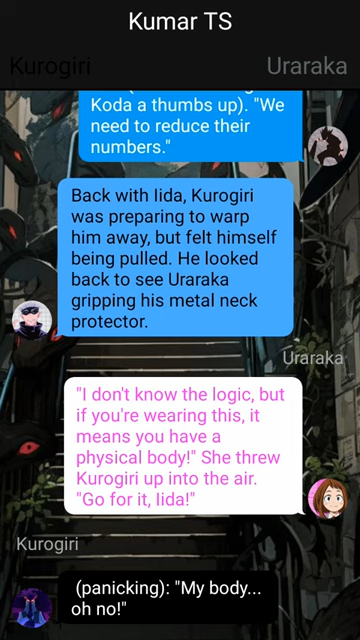 Kumar TS
Kurogiri
Uraraka
Koda a thumbs up). "We
need to reduce their
numbers."
Back with Iida, Kurogiri
was preparing to warp
him away, but felt himself
being pulled. He looked
back to see Uraraka
gripping his metal neck
protector.
Uraraka
"I don't know the logic, but
if you're wearing this, it
means you have a
physical body!" She threw
Kurogiri up into the air.
"Go for it, Iida!"
Kurogiri
(panicking): "My body...
oh no!"